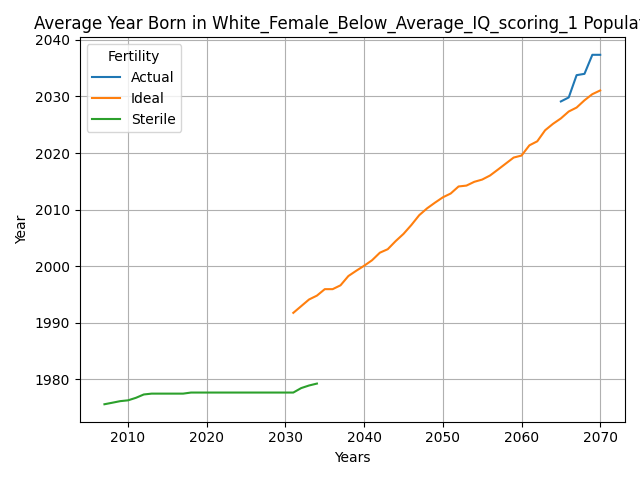 Average Year Born in White_Female_Below_Average_IQ_scoring_1 Populat
2040
2030
2020
2010
2000
1990
1980
Year
Fertility
Actual
Ideal
Sterile
2010 2020 2030 2040 2050 2060 2070
Years